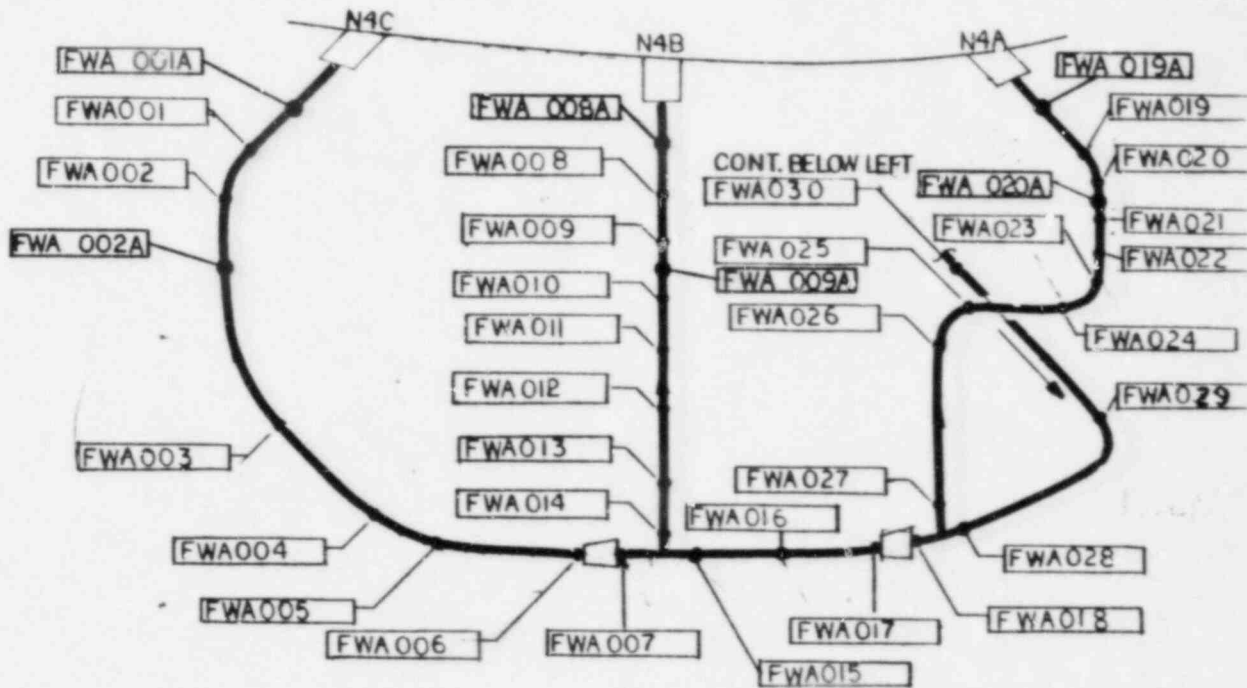 N4C
N4B
N4A
FWA 001A
FWA001
FWA002
FWA 002A
FWA003
FWA004
FWA005
FWA006
FWA007
FWA 008A
FWA008
FWA009
FWA 009A
FWA010
FWA011
FWA012
FWA013
FWA014
FWA015
FWA016
FWA017
FWA018
FWA 019A
FWA019
FWA020
FWA 020A
FWA021
FWA022
FWA023
FWA024
FWA025
FWA026
FWA027
FWA028
FWA029
CONT. BELOW LEFT
FWA030